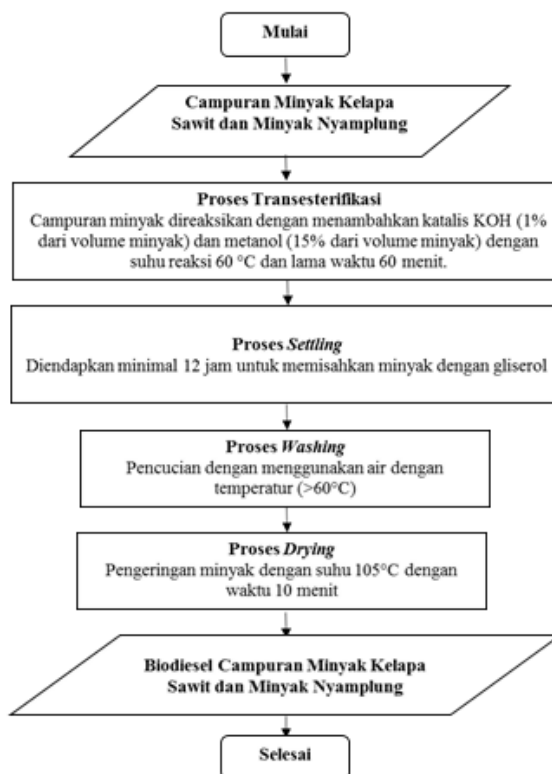 Mulai
Campuran Minyak Kelapa
Sawit dan Minyak Nyamplung
Proses Transesterifikasi
Campuran minyak direaksikan dengan menambahkan katalis KOH (1%
dari volume minyak) dan metanol (15% dari volume minyak) dengan
suhu reaksi 60 °C dan lama waktu 60 menit.
Proses Settling
Diendapkan minimal 12 jam untuk memisahkan minyak dengan gliserol
Proses Washing
Pencucian dengan menggunakan air dengan
temperatur (>60°C)
Proses Drying
Pengeringan minyak dengan suhu 105°C dengan
waktu 10 menit
Biodiesel Campuran Minyak Kelapa
Sawit dan Minyak Nyamplung
Selesai